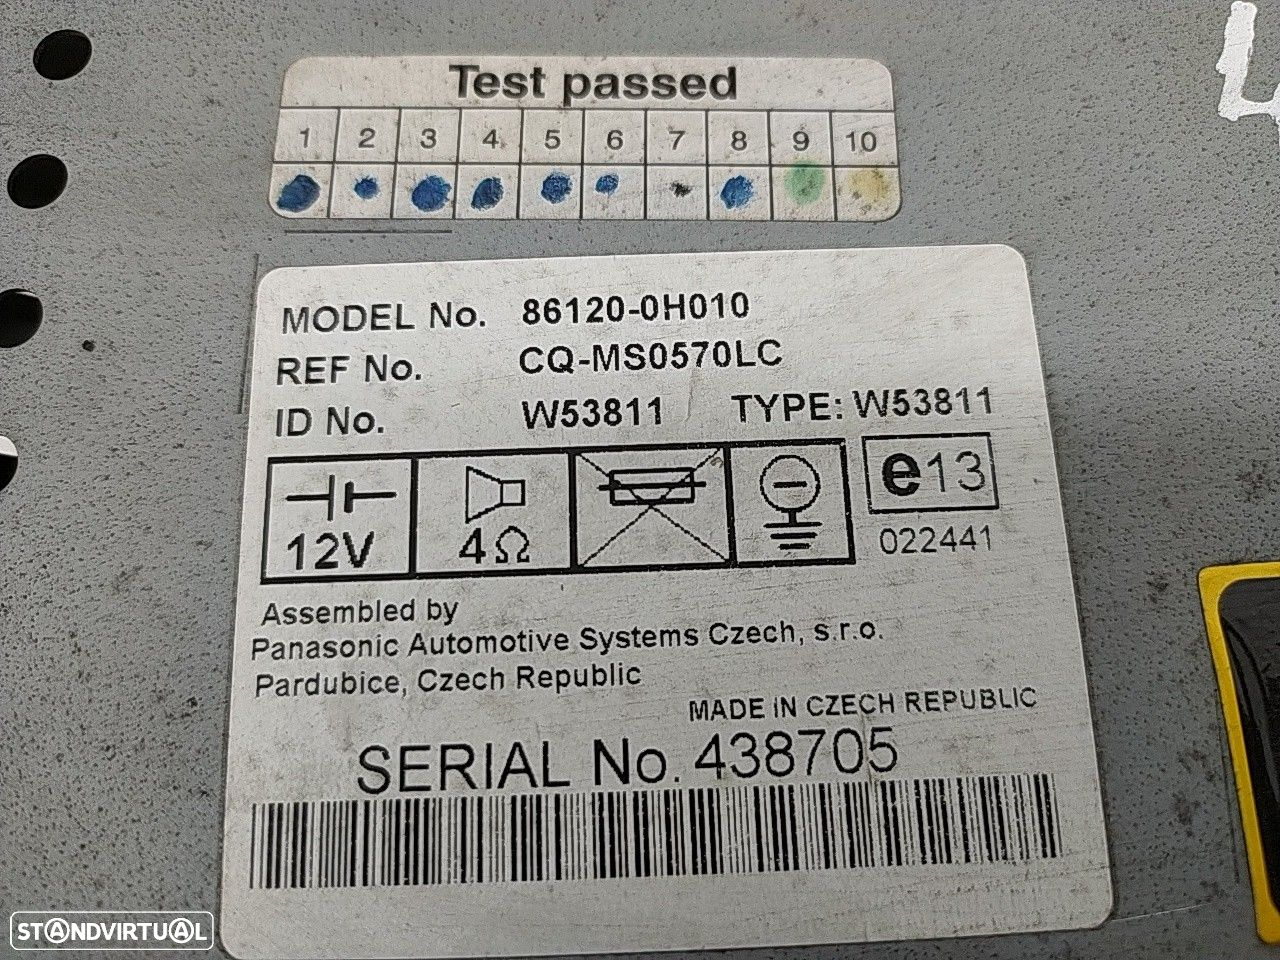 Test passed
1 2 3 4 5 6 7 8 9 10
MODEL No. 86120-0H010
REF No. CQ-MS0570LC
ID No. W53811 TYPE: W53811
12V 4Ω e13
022441
Assembled by
Panasonic Automotive Systems Czech, s.r.o.
Pardubice, Czech Republic
MADE IN CZECH REPUBLIC
SERIAL No. 438705
STANDVIRTUAL